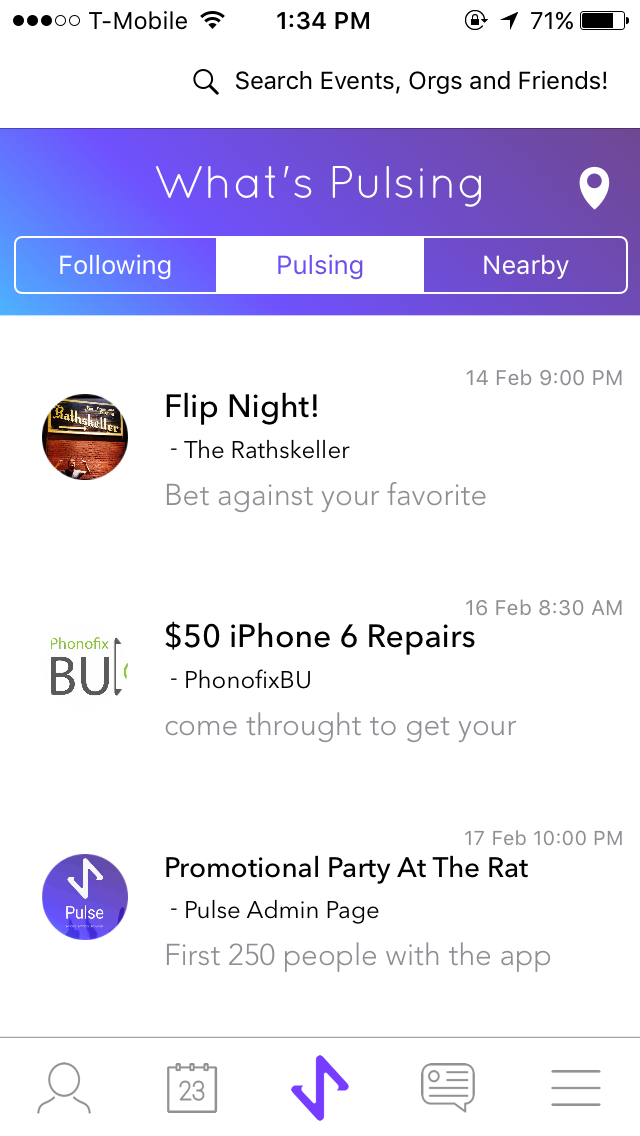 T-Mobile 1:34 PM 71%
Search Events, Orgs and Friends!
What's Pulsing
Following Pulsing Nearby
14 Feb 9:00 PM
Flip Night!
Rathskeller
- The Rathskeller
Bet against your favorite
16 Feb 8:30 AM
$50 iPhone 6 Repairs
Phonofix
BU
- PhonofixBU
come throught to get your
17 Feb 10:00 PM
Promotional Party At The Rat
Pulse
- Pulse Admin Page
First 250 people with the app
23